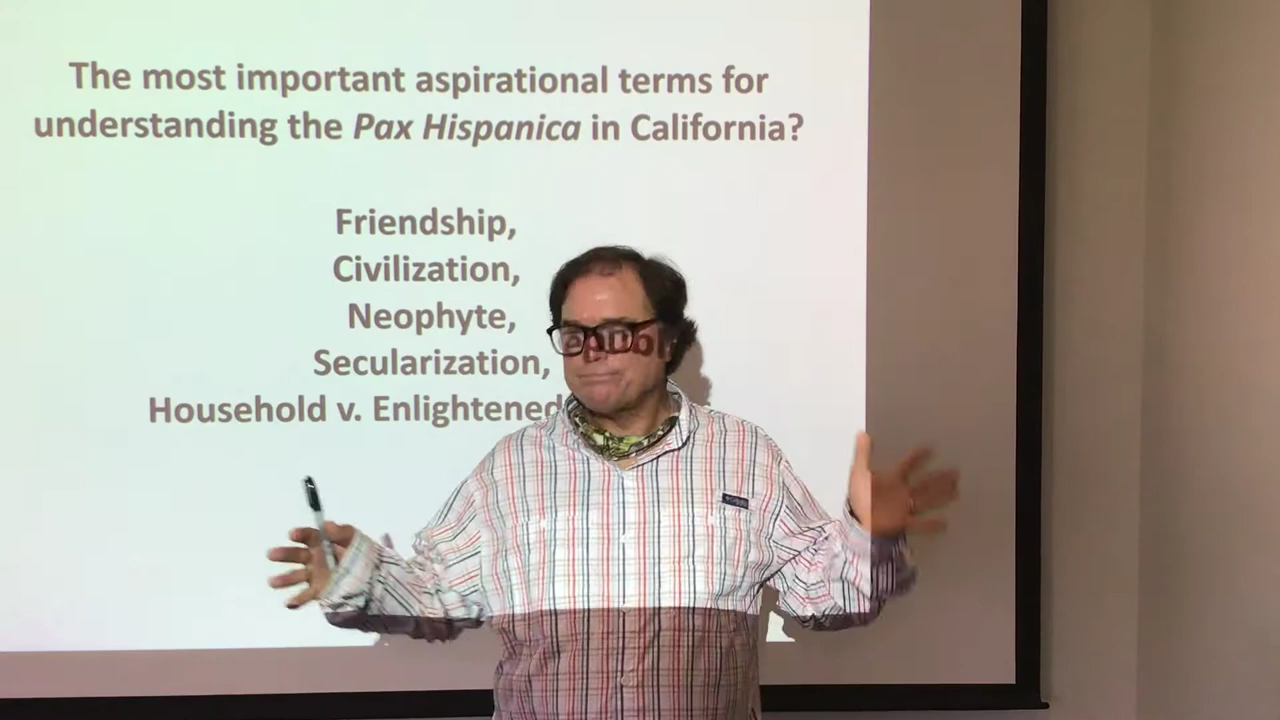 The most important aspirational terms for
understanding the Pax Hispanica in California?
Friendship,
Civilization,
Neophyte,
Secularization,
Household v. Enlightened